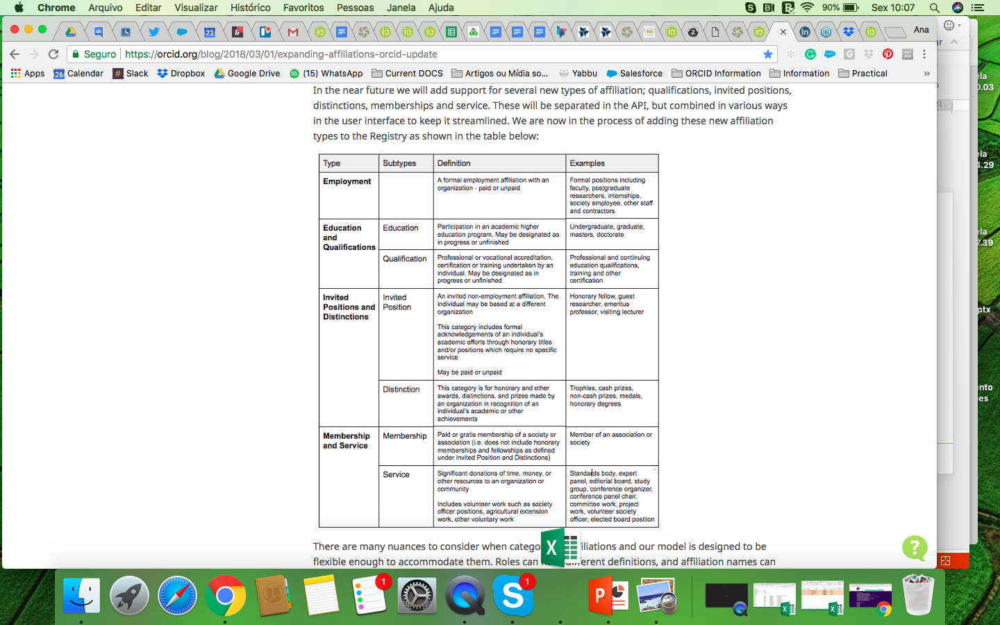 Chrome Arquivo Editar Visualizar Histórico Favoritos Pessoas Janela Ajuda 90% Sex 10:07
Ana
Seguro https://orcid.org/blog/2018/03/01/expanding-affiliations-orcid-update
Apps Calendar Slack Dropbox Google Drive (15) WhatsApp Current DOCS Artigos ou Mídia so... Yabbu Salesforce ORCID Information Information Practical »
In the near future we will add support for several new types of affiliation; qualifications, invited positions,
distinctions, memberships and service. These will be separated in the API, but combined in various ways
in the user interface to keep it streamlined. We are now in the process of adding these new affiliation
types to the Registry as shown in the table below:
Type Subtypes Definition Examples
Employment
A formal employment affiliation with an
organization - paid or unpaid
Formal positions including
faculty, postgraduate
researchers, internships,
society employee, other staff
and contractors
Education
and
Qualifications
Education
Participation in an academic higher
education program. May be designated as
in progress or unfinished
Undergraduate, graduate,
masters, doctorate
Qualification
Professional or vocational accreditation,
certification or training undertaken by an
individual. May be designated as in
progress or unfinished
Professional and continuing
education qualifications,
training and other
certification
Invited
Positions and
Distinctions
Invited
Position
An invited non-employment affiliation. The
individual may be based at a different
organization
This category includes formal
acknowledgements of an individual's
academic efforts through honorary titles
and/or positions which require no specific
service
May be paid or unpaid
Honorary fellow, guest
researcher, emeritus
professor, visiting lecturer
Distinction
This category is for honorary and other
awards, distinctions, and prizes made by
an organization in recognition of an
individual's academic or other
achievements
Trophies, cash prizes,
non-cash prizes, medals,
honorary degrees
Membership
and Service
Membership
Paid or gratis membership of a society or
association (i.e. does not include honorary
memberships and fellowships as defined
under Invited Position and Distinctions)
Member of an association or
society
Service
Significant donations of time, money, or
other resources to an organization or
community
Includes volunteer work such as society
officer positions, agricultural extension
work, other voluntary work
Standards body, expert
panel, editorial board, study
group, conference organizer,
conference panel chair,
committee work, project
work, volunteer society
officer, elected board position
There are many nuances to consider when catego iliations and our model is designed to be
flexible enough to accommodate them. Roles can different definitions, and affiliation names can